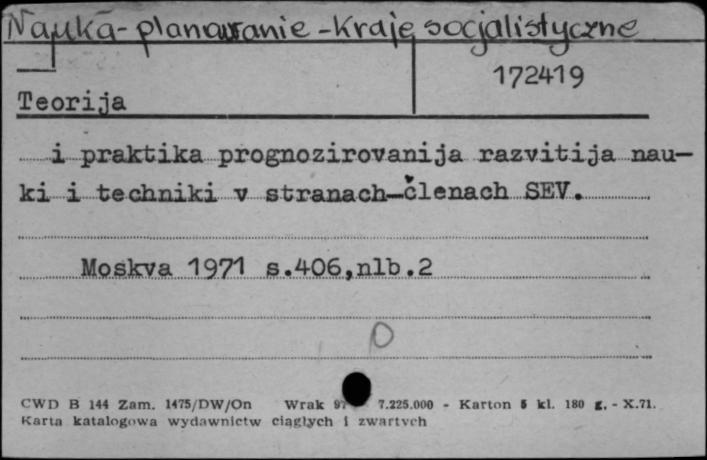 Nauka-planowanie-Kraje socjalistyczne
172419
Teorija
i praktika prognozirovanija razvitija nau-
ki i techniki v stranach-členach SEV.
Moskva 1971 s.406,nlb.2
CWD B 144 Zam. 1475/DW/On Wrak 7.225.000 - Karton 5 kl. 180 g. - X.71.
Karta katalogowa wydawnictw ciągłych i zwartych